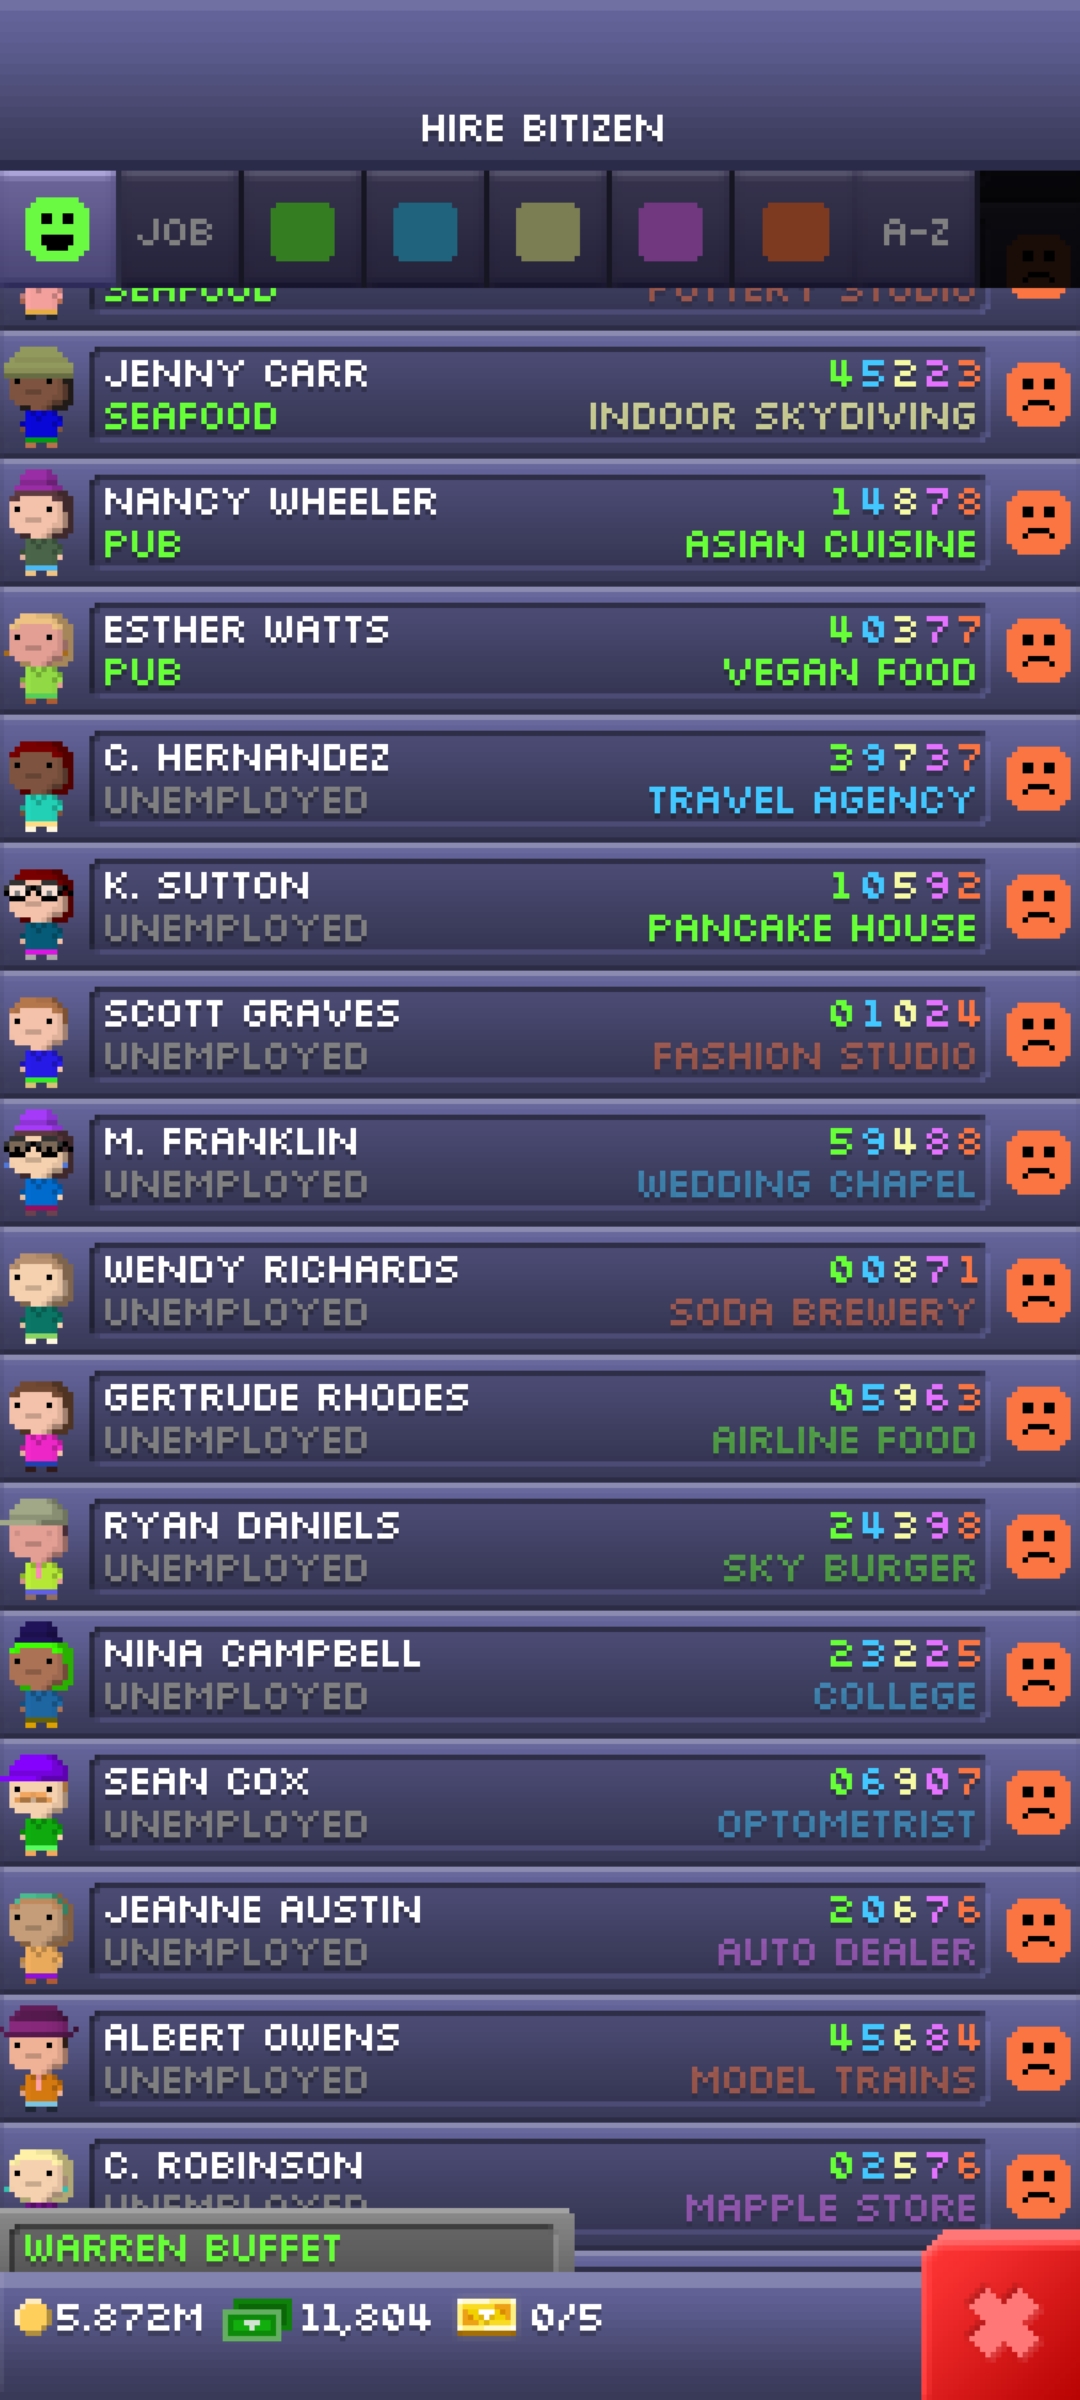 HIRE BITIZEN
JOB A-Z
SEAFOOD POTTERY STUDIO
JENNY CARR 45223
SEAFOOD INDOOR SKYDIVING
NANCY WHEELER 14878
PUB ASIAN CUISINE
ESTHER WATTS 40377
PUB VEGAN FOOD
C. HERNANDEZ 39737
UNEMPLOYED TRAVEL AGENCY
K. SUTTON 10592
UNEMPLOYED PANCAKE HOUSE
SCOTT GRAVES 01024
UNEMPLOYED FASHION STUDIO
M. FRANKLIN 59488
UNEMPLOYED WEDDING CHAPEL
WENDY RICHARDS 00871
UNEMPLOYED SODA BREWERY
GERTRUDE RHODES 05963
UNEMPLOYED AIRLINE FOOD
RYAN DANIELS 24398
UNEMPLOYED SKY BURGER
NINA CAMPBELL 23225
UNEMPLOYED COLLEGE
SEAN COX 06907
UNEMPLOYED OPTOMETRIST
JEANNE AUSTIN 20676
UNEMPLOYED AUTO DEALER
ALBERT OWENS 45684
UNEMPLOYED MODEL TRAINS
C. ROBINSON 02576
UNEMPLOYED MAPPLE STORE
WARREN BUFFET
5.872M 11,804 0/5